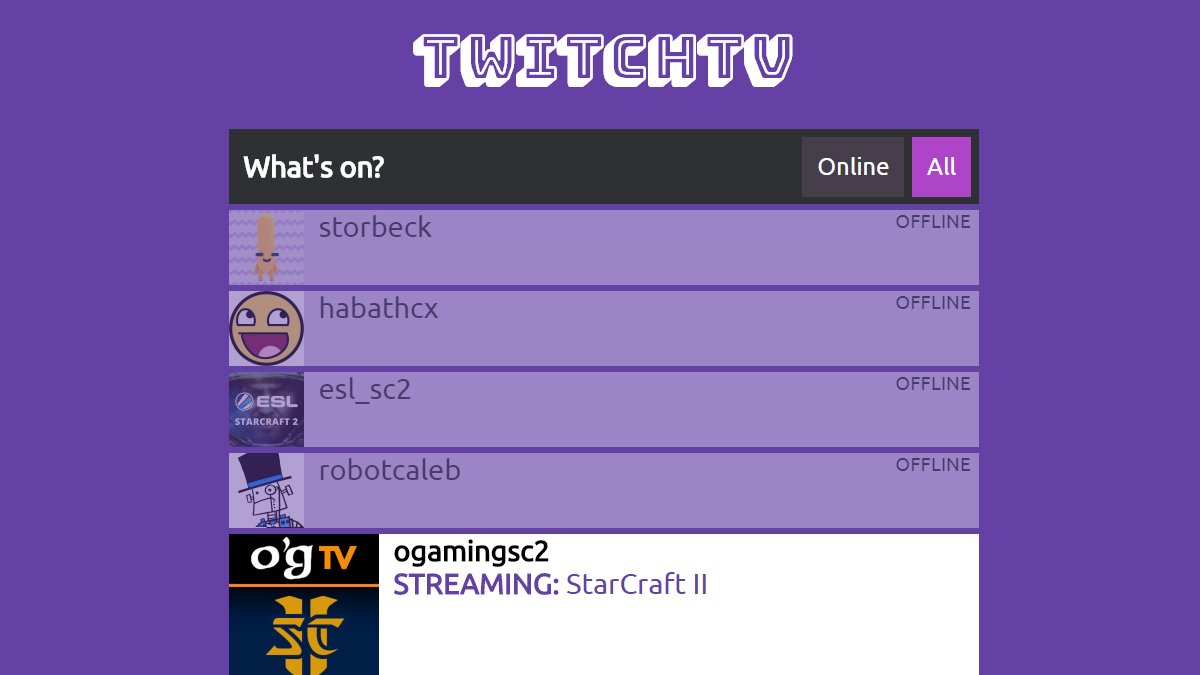 TWITCHTV
What's on?
Online
All
storbeck
OFFLINE
habathcx
OFFLINE
esl_sc2
OFFLINE
ESL
STARCRAFT 2
robotcaleb
OFFLINE
o'g TV
ogamingsc2
STREAMING: StarCraft II
SC